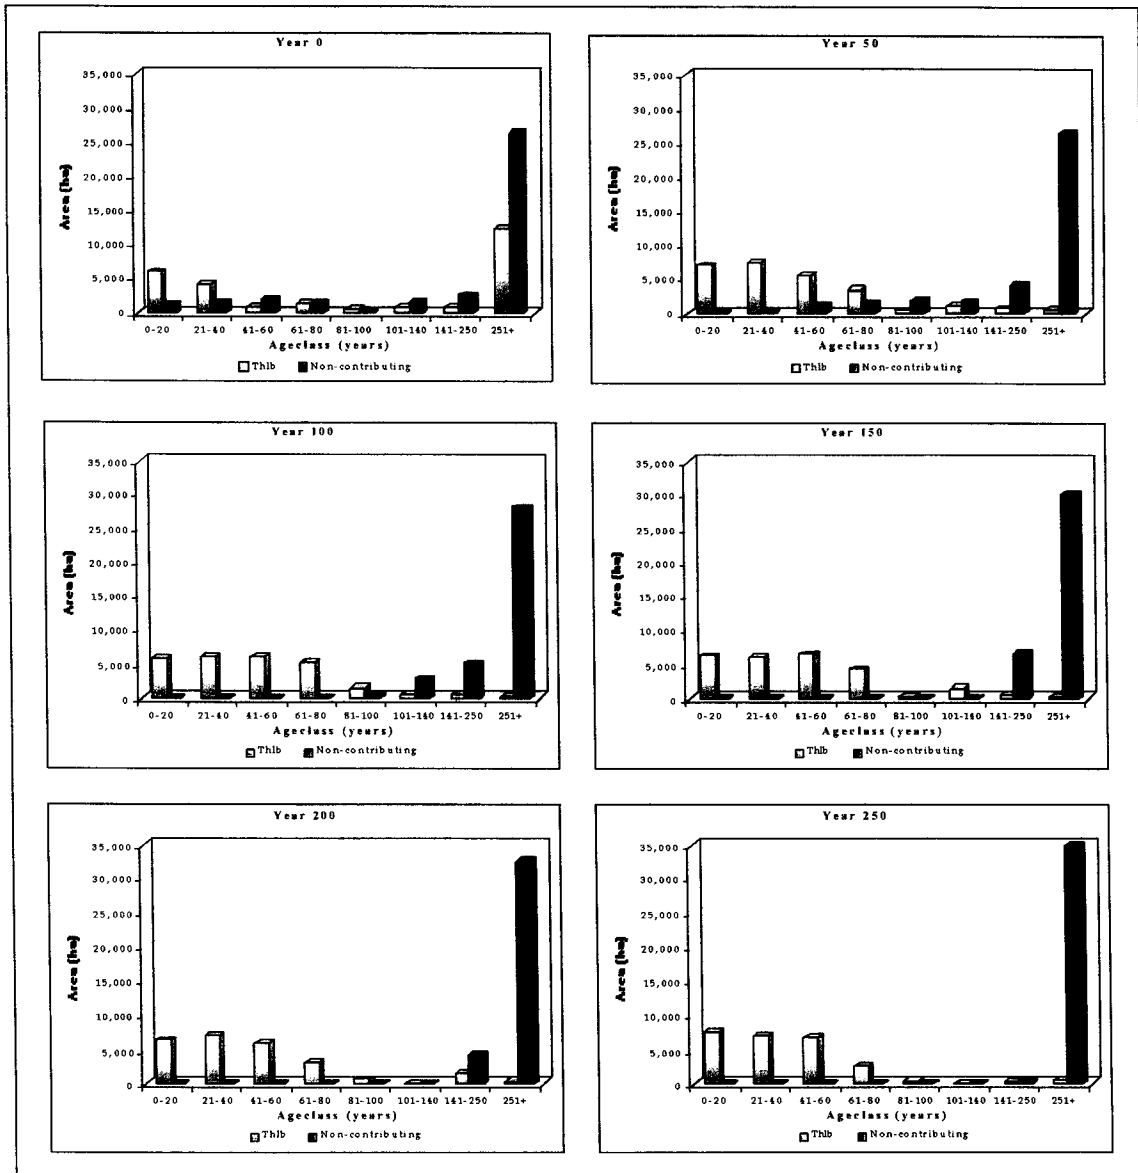 Year 0
35,000
30,000
25,000
20,000
15,000
10,000
5,000
0
Area (ha)
0-20 21-40 41-60 61-80 81-100 101-140 141-250 251+
Ageclass (years)
Thlb Non-contributing
Year 50
35,000
30,000
25,000
20,000
15,000
10,000
5,000
0
Area (ha)
0-20 21-40 41-60 61-80 81-100 101-140 141-250 251+
Ageclass (years)
Thlb Non-contributing
Year 100
35,000
30,000
25,000
20,000
15,000
10,000
5,000
0
Area (ha)
0-20 21-40 41-60 61-80 81-100 101-140 141-250 251+
Ageclass (years)
Thlb Non-contributing
Year 150
35,000
30,000
25,000
20,000
15,000
10,000
5,000
0
Area (ha)
0-20 21-40 41-60 61-80 81-100 101-140 141-250 251+
Ageclass (years)
Thlb Non-contributing
Year 200
35,000
30,000
25,000
20,000
15,000
10,000
5,000
0
Area (ha)
0-20 21-40 41-60 61-80 81-100 101-140 141-250 251+
Ageclass (years)
Thlb Non-contributing
Year 250
35,000
30,000
25,000
20,000
15,000
10,000
5,000
0
Area (ha)
0-20 21-40 41-60 61-80 81-100 101-140 141-250 251+
Ageclass (years)
Thlb Non-contributing